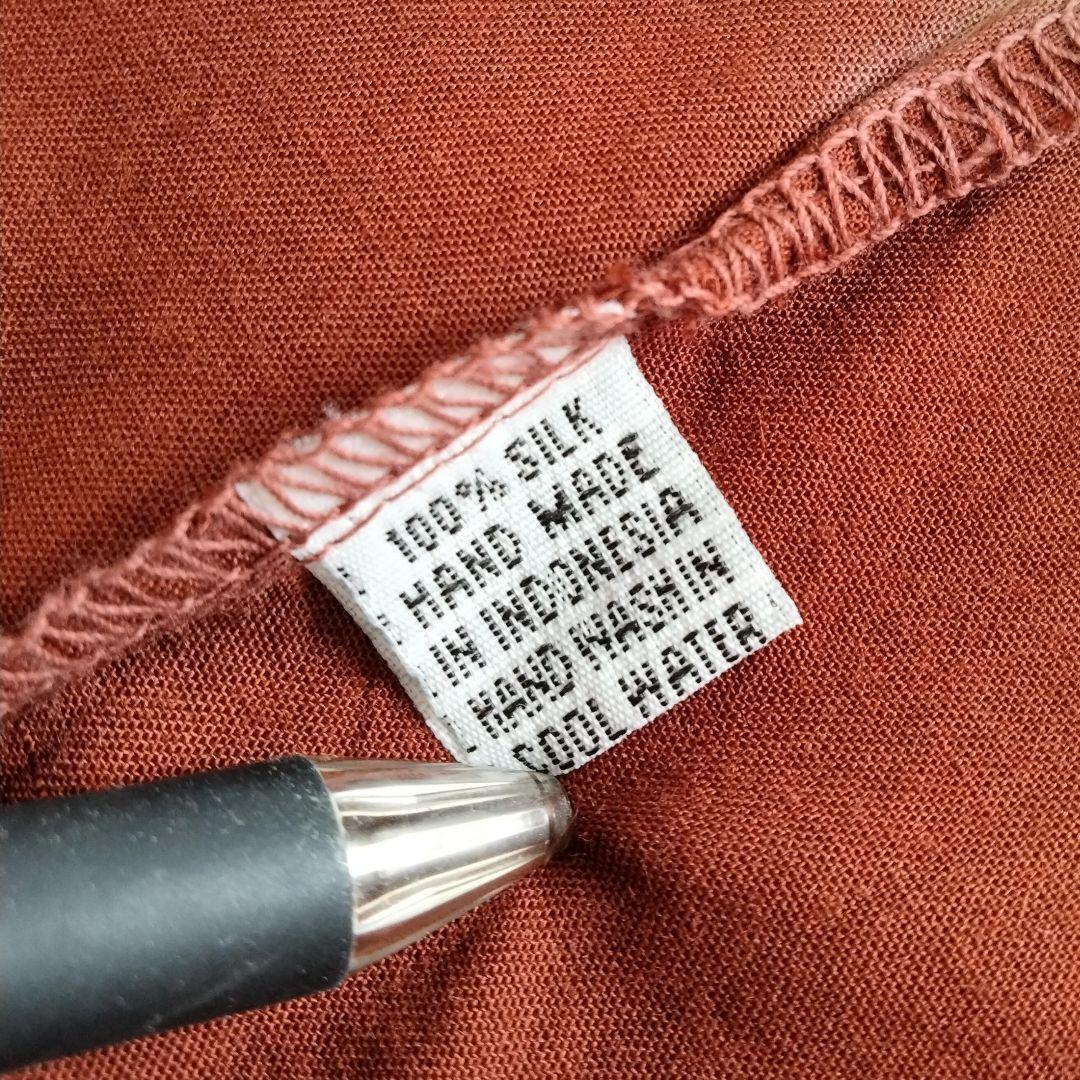 100% SILK
HAND MADE
IN INDONESIA
HAND WASH IN
COOL WATER